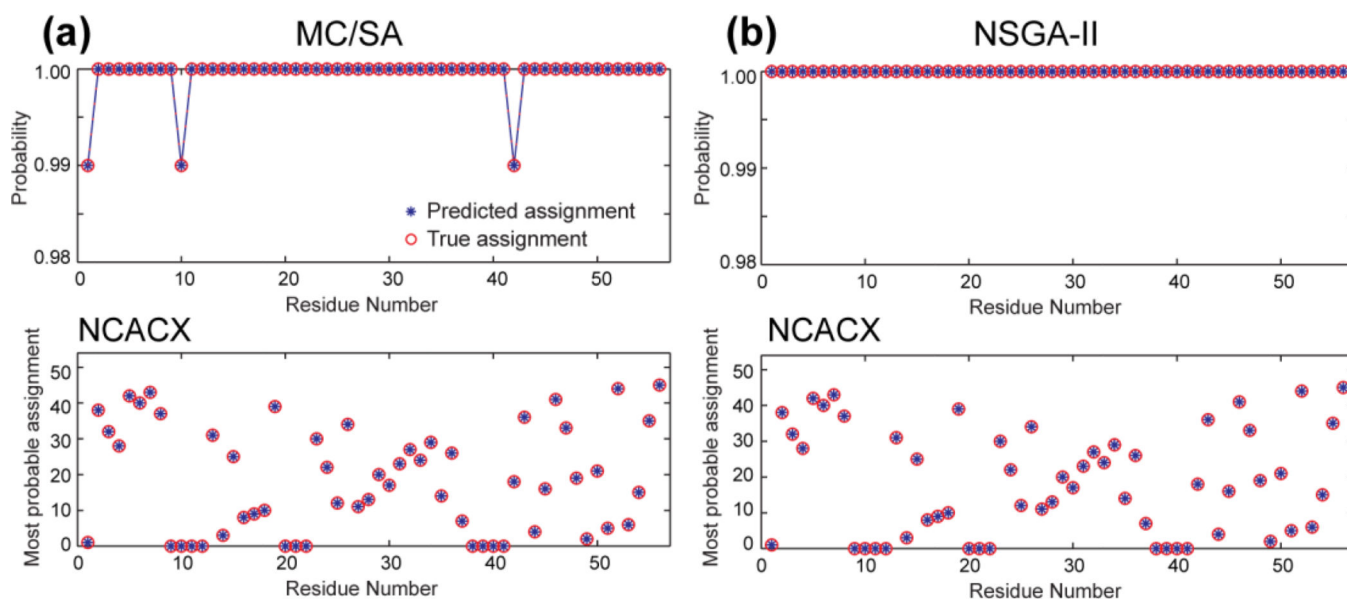 (a) MC/SA
Probability
1.00
0.99
0.98
0 10 20 30 40 50
Residue Number
Predicted assignment
True assignment
NCACX
Most probable assignment
50
40
30
20
10
0
0 10 20 30 40 50
Residue Number
(b) NSGA-II
Probability
1.00
0.99
0.98
0 10 20 30 40 50
Residue Number
NCACX
Most probable assignment
50
40
30
20
10
0
0 10 20 30 40 50
Residue Number